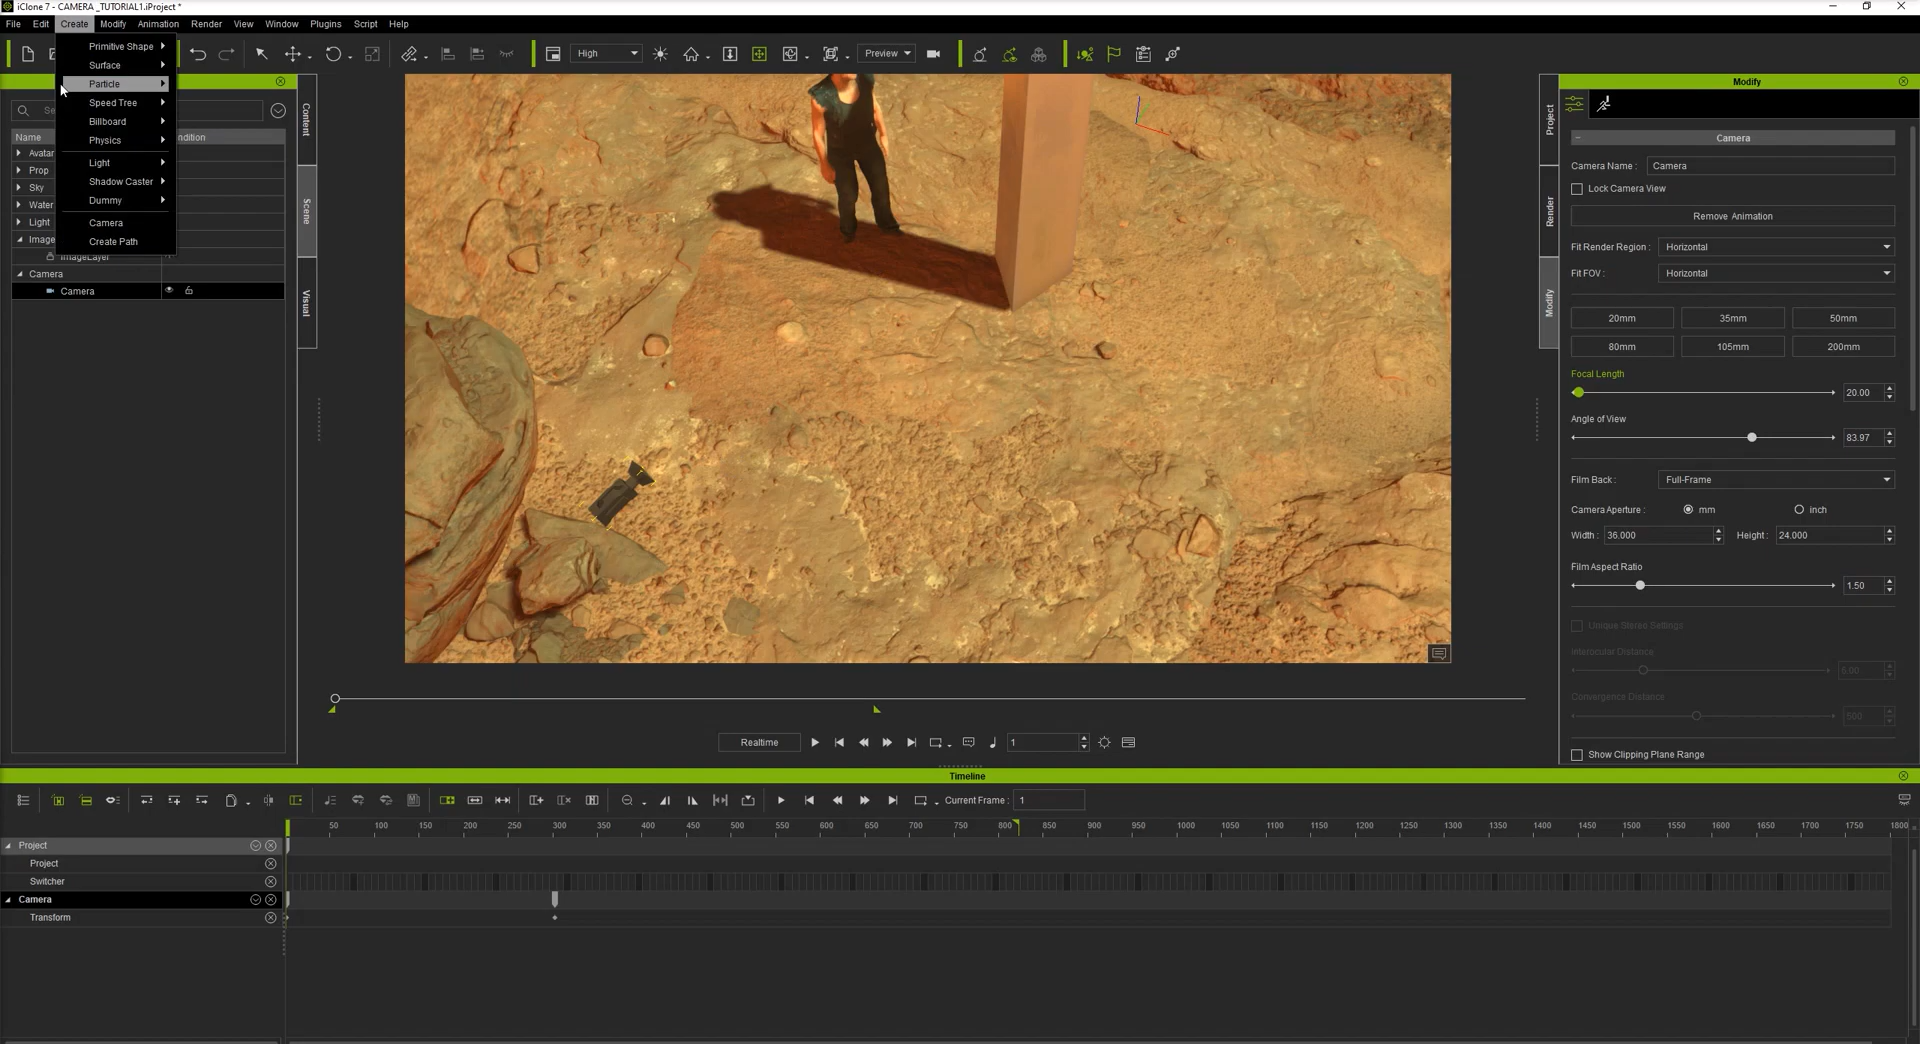 iClone 7 - CAMERA _TUTORIAL1.iProject *
File Edit Create Modify Animation Render View Window Plugins Script Help
High Preview
Primitive Shape
Surface
Particle
Speed Tree
Billboard
Physics
Light
Shadow Caster
Dummy
Camera
Create Path
Se
Name ndition
Avatar
Prop
Sky
Water
Light
Image
ImageLayer
Camera
Camera
Content
Scene
Visual
Project
Render
Modify
Modify
Camera
Camera Name : Camera
Lock Camera View
Remove Animation
Fit Render Region : Horizontal
Fit FOV : Horizontal
20mm 35mm 50mm
80mm 105mm 200mm
Focal Length
20.00
Angle of View
83.97
Film Back : Full-Frame
Camera Aperture : mm inch
Width : 36.000 Height : 24.000
Film Aspect Ratio
1.50
Unique Stereo Settings
Interocular Distance
6.00
Convergence Distance
500
Show Clipping Plane Range
Realtime 1
Timeline
Current Frame : 1
50 100 150 200 250 300 350 400 450 500 550 600 650 700 750 800 850 900 950 1000 1050 1100 1150 1200 1250 1300 1350 1400 1450 1500 1550 1600 1650 1700 1750 1800
Project
Project
Switcher
Camera
Transform